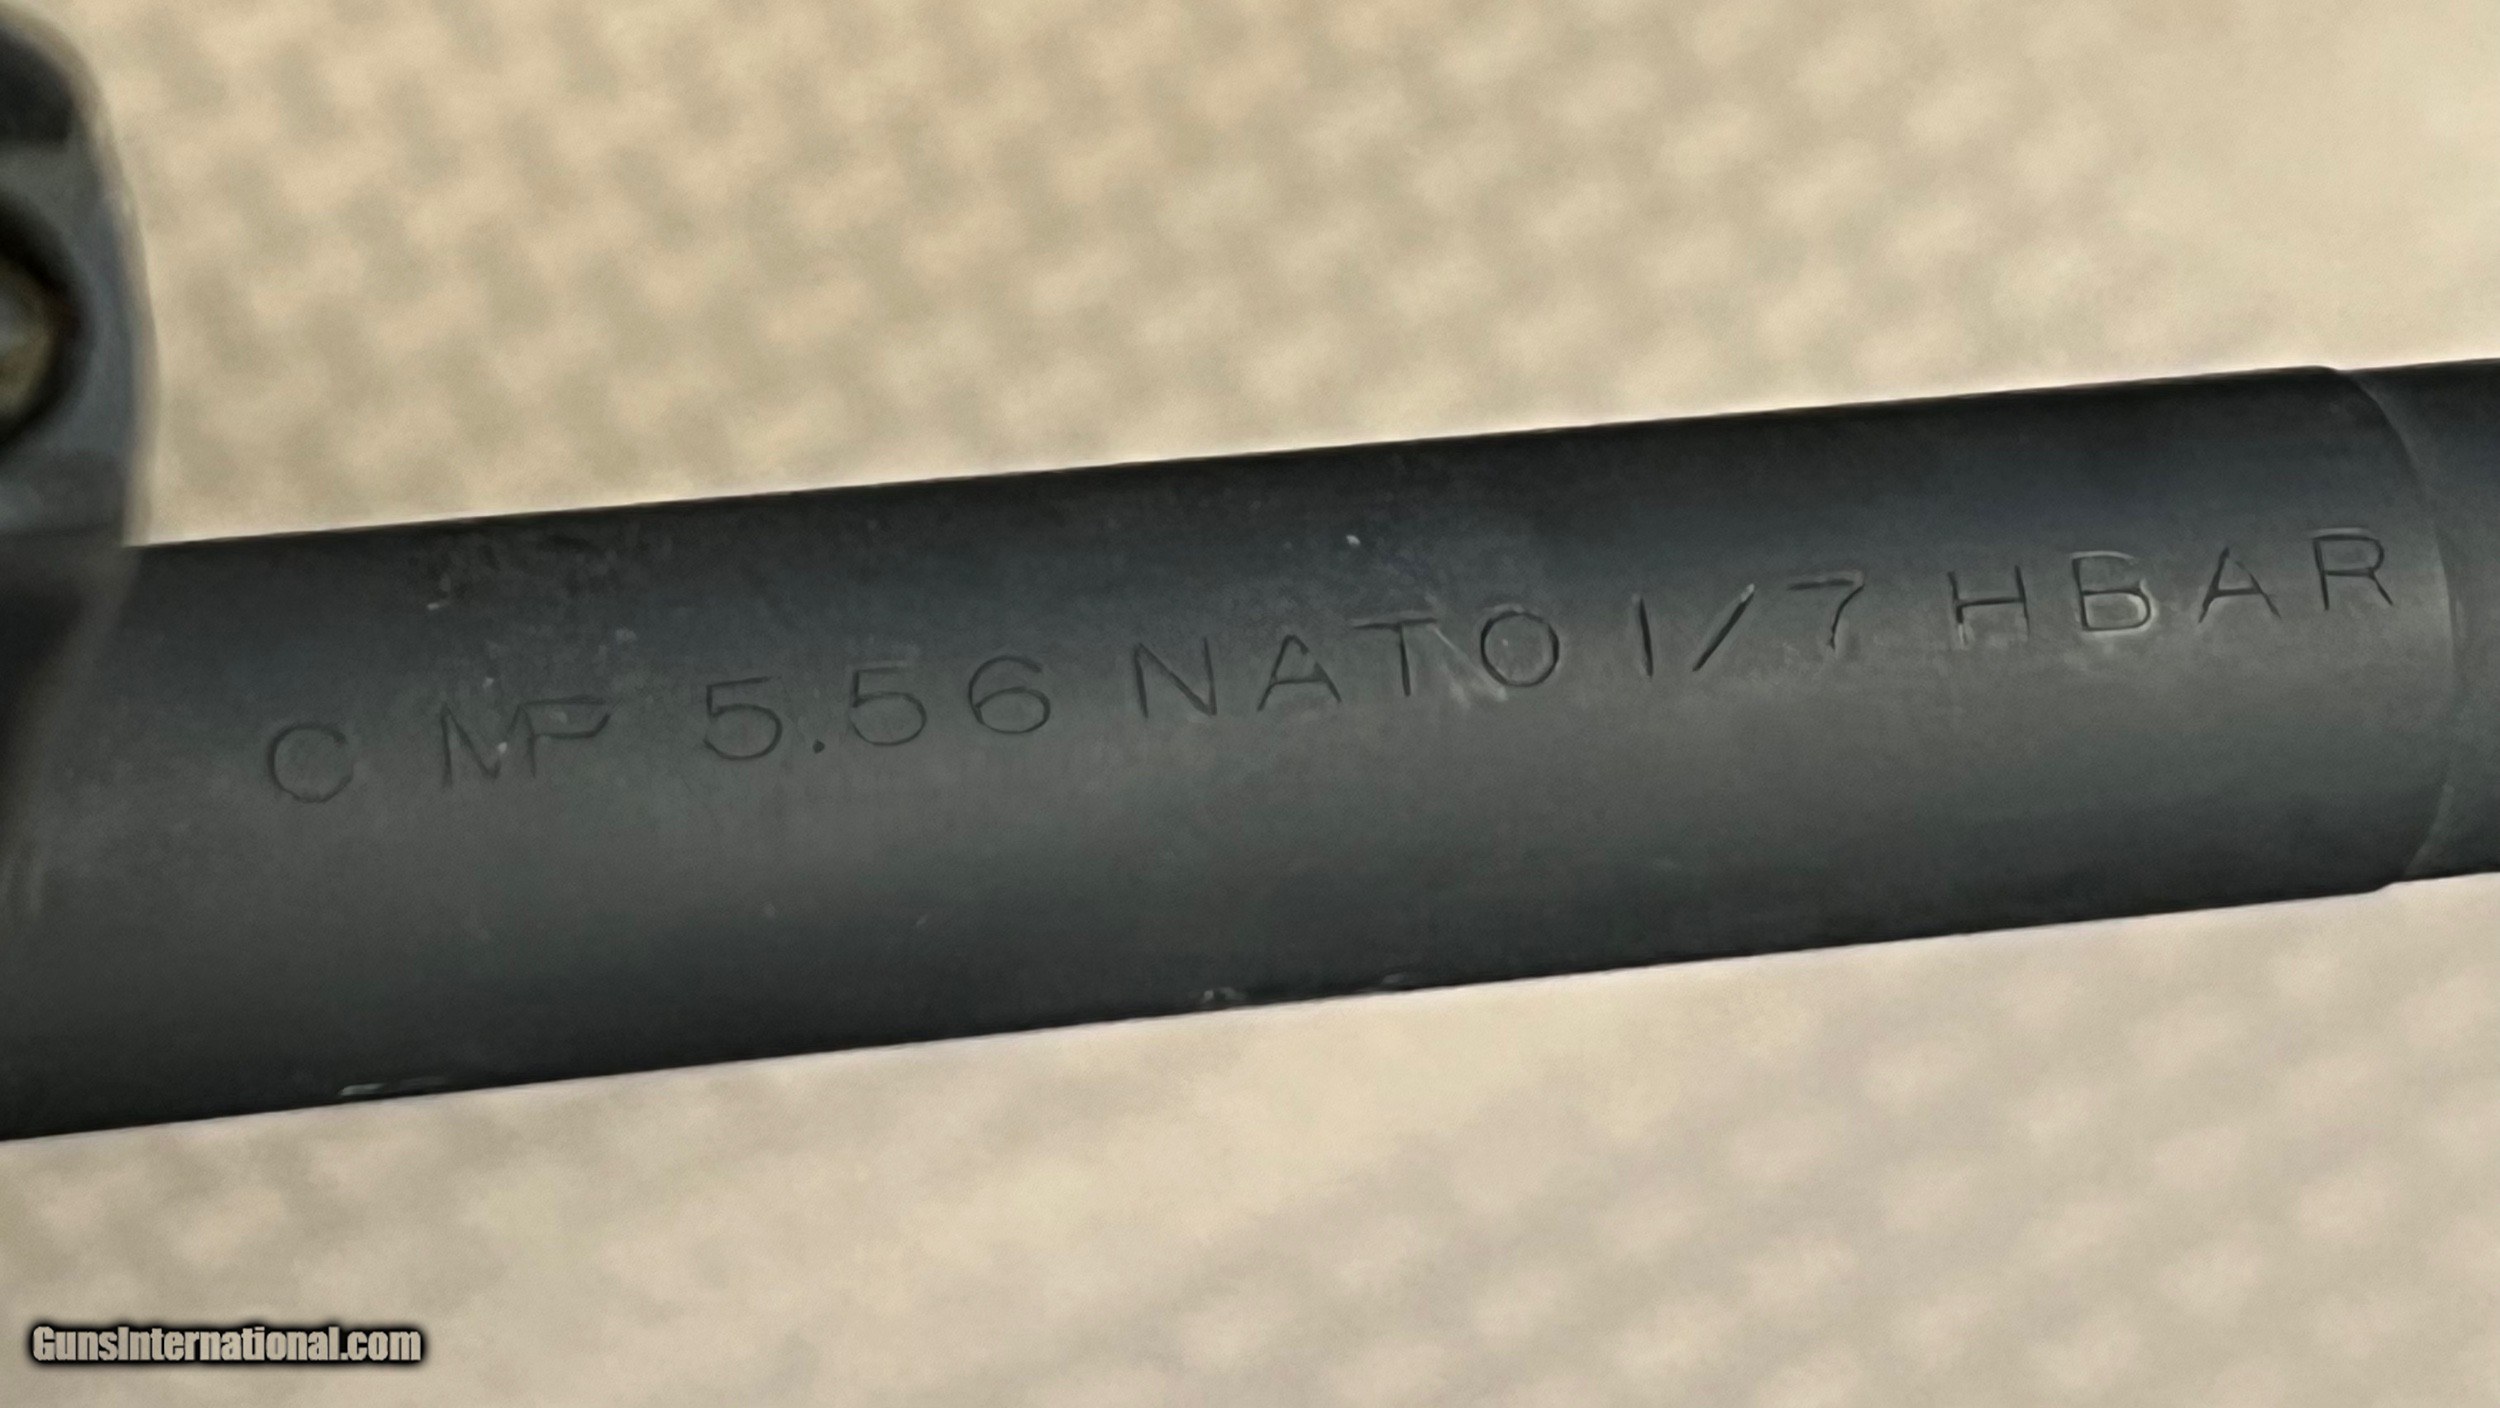 C MP 5.56 NATO 1/7 HBAR
GunsInternational.com